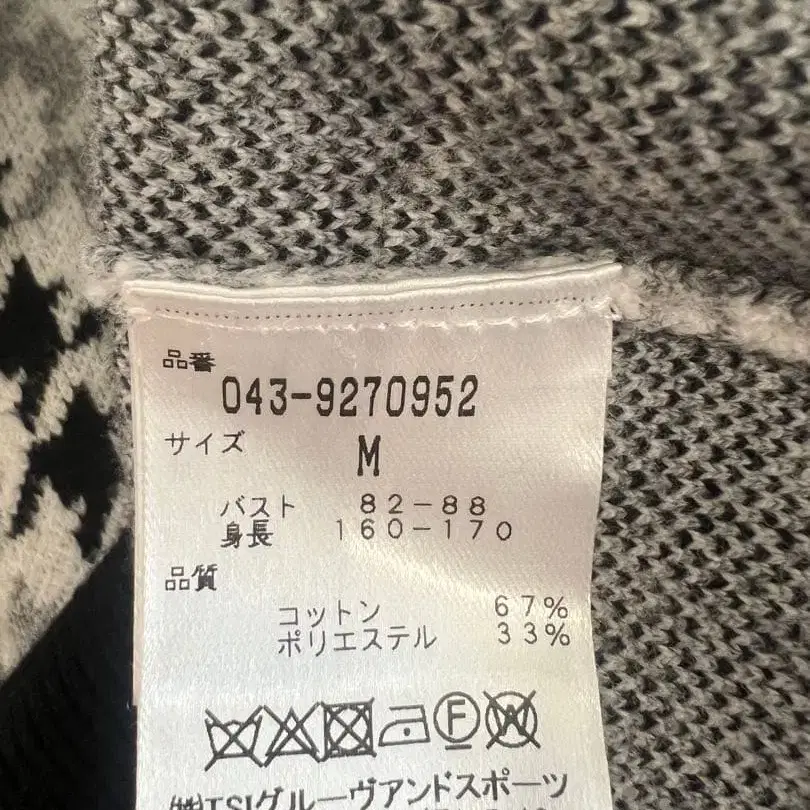 品番
043-9270952
サイズ
M
バスト 82-88
身長 160-170
品質
コットン 67%
ポリエステル 33%
F W
㈱TSIグルーヴアンドスポーツ